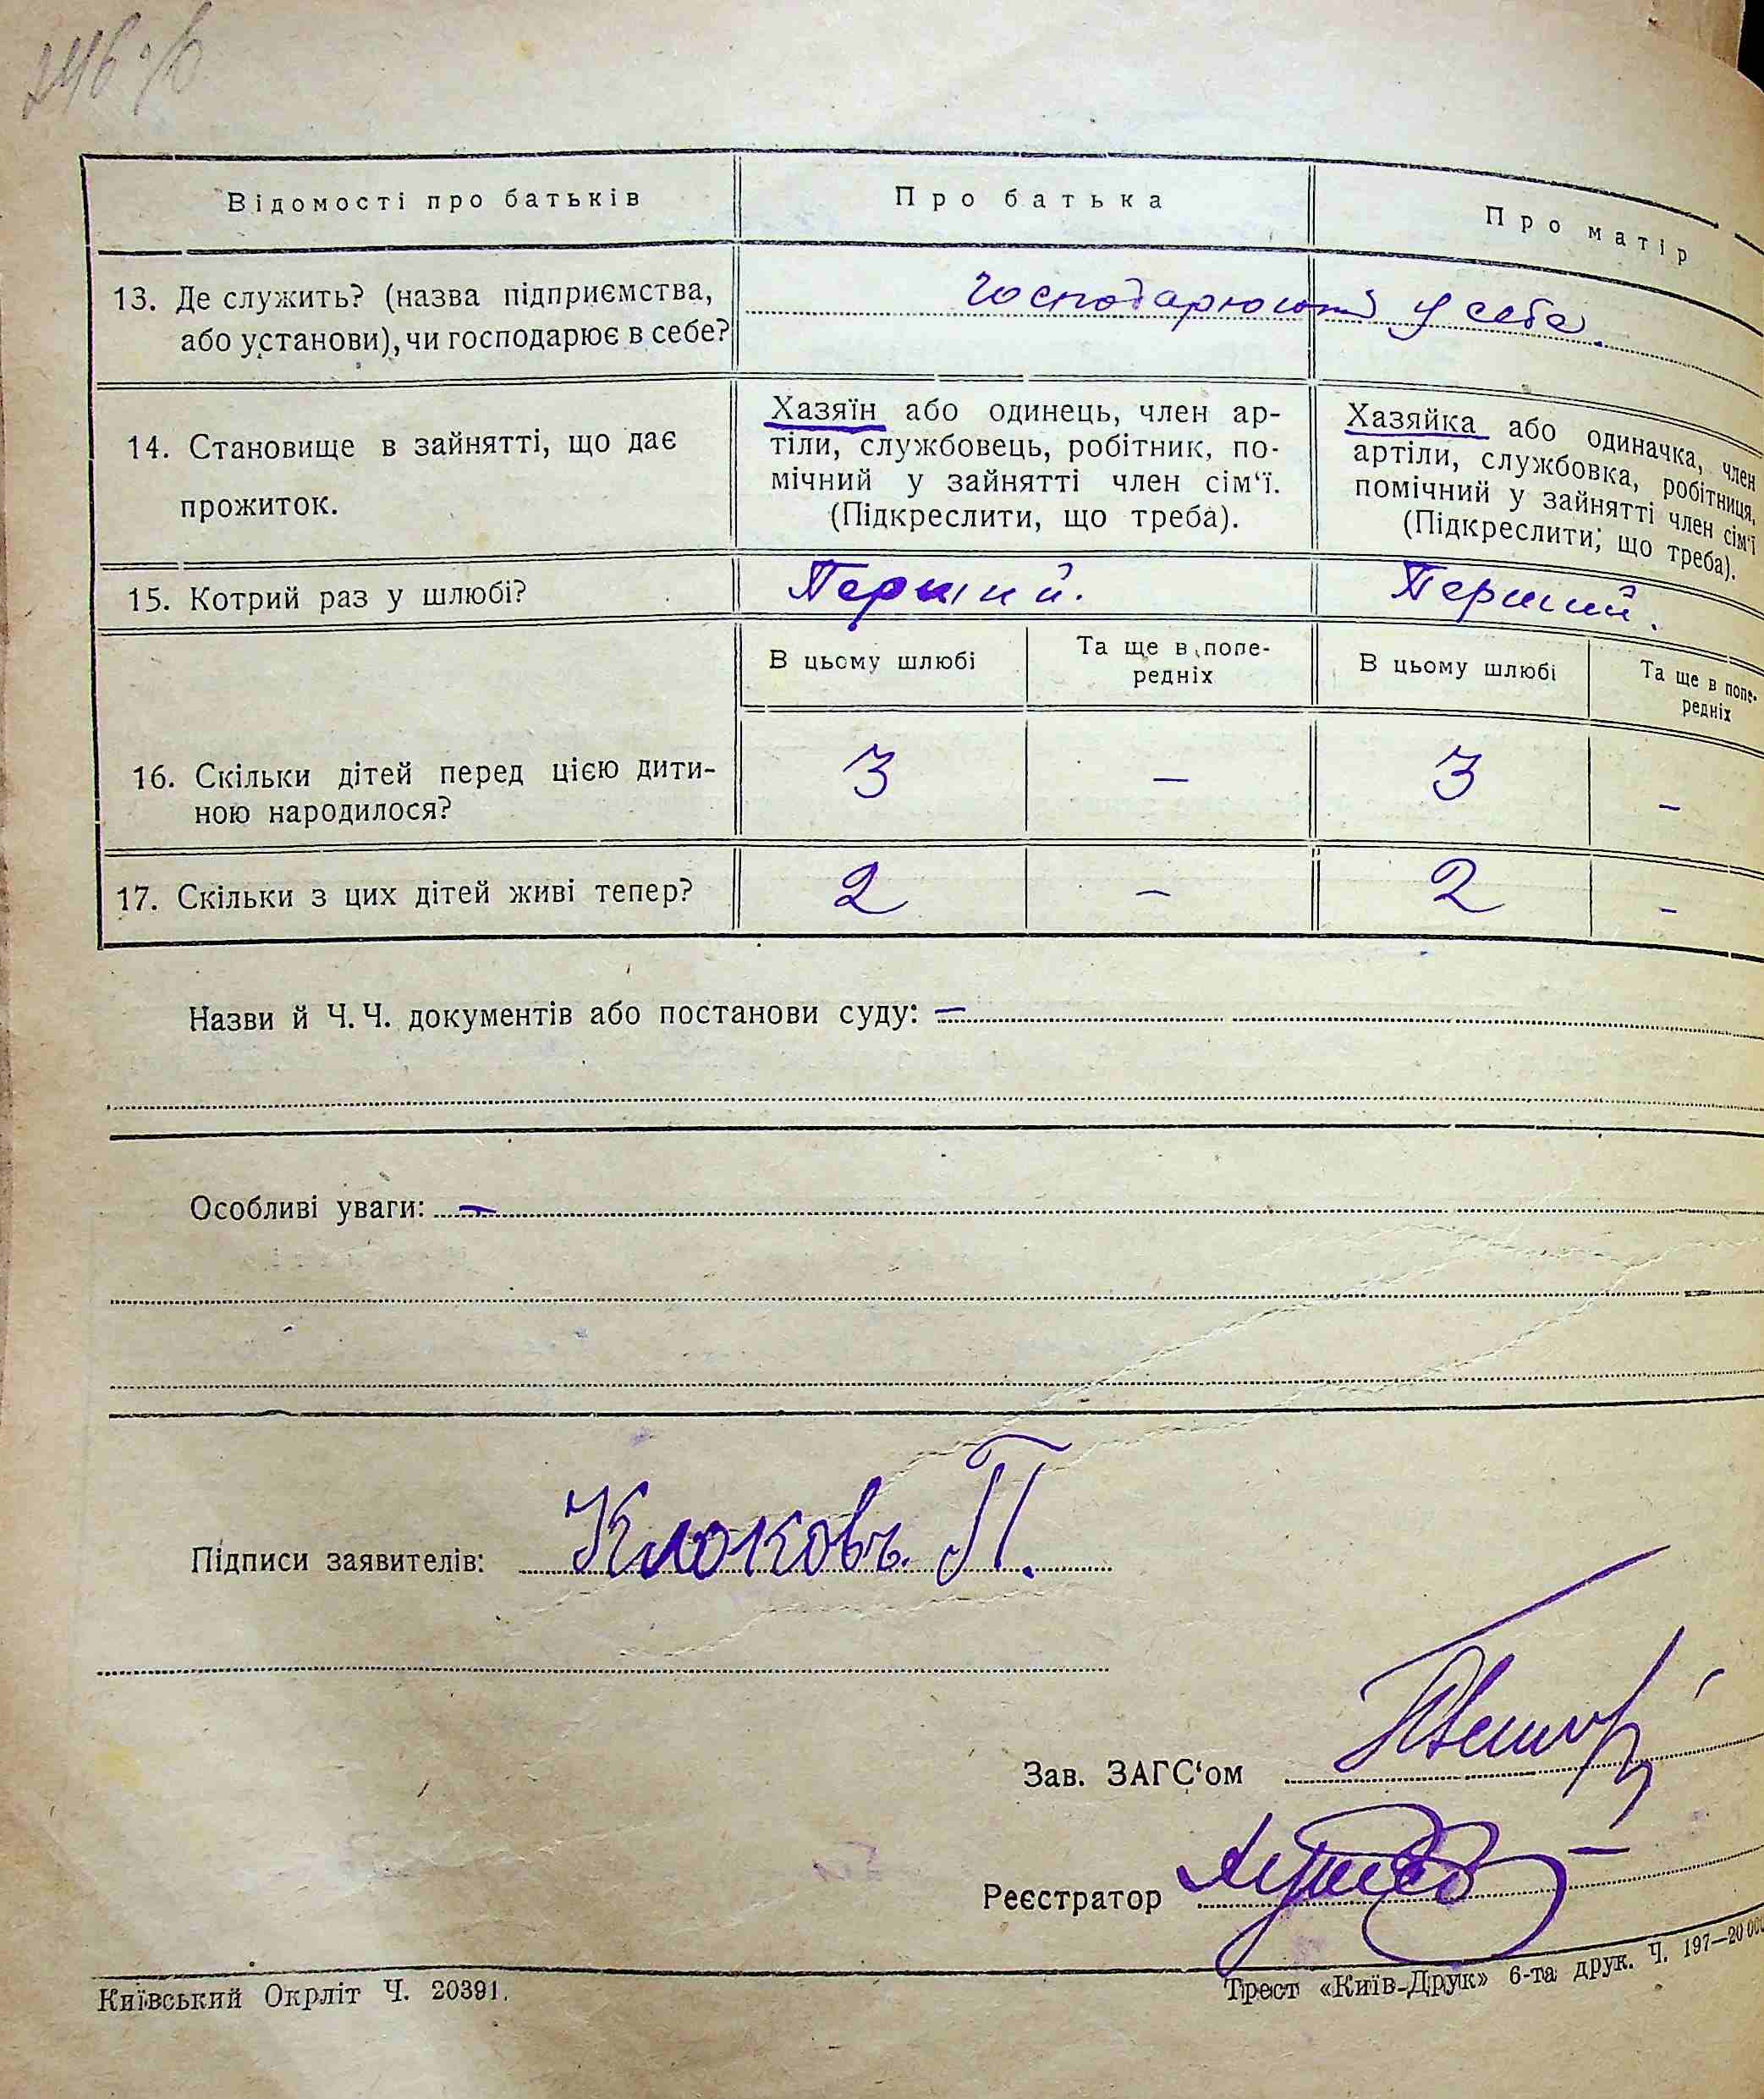 246 об
Відомості про батьків
Про батька
Про матір
13. Де служить? (назва підприємства,
або установи), чи господарює в себе?
господарюють у себе
14. Становище в зайнятті, що дає
прожиток.
Хазяїн або одинець, член ар-
тіли, службовець, робітник, по-
мічний у зайнятті член сім‘ї.
(Підкреслити, що треба).
Хазяйка або одиначка, член
артіли, службовка, робітниця,
помічний у зайнятті член сім‘ї
(Підкреслити, що треба).
15. Котрий раз у шлюбі?
Перший.
Перший.
В цьому шлюбі
Та ще в попе-
редніх
В цьому шлюбі
Та ще в попе-
редніх
16. Скільки дітей перед цією дити-
ною народилося?
3 – 3 –
17. Скільки з цих дітей живі тепер?
2 – 2 –
Назви й Ч. Ч. документів або постанови суду: –
Особливі уваги: –
Підписи заявителів: Клоковъ. П.
Зав. ЗАГС‘ом
Реєстратор
Київський Окрліт Ч. 20391.
Трест «Київ-Друк» 6-та друк. Ч. 197—20 000